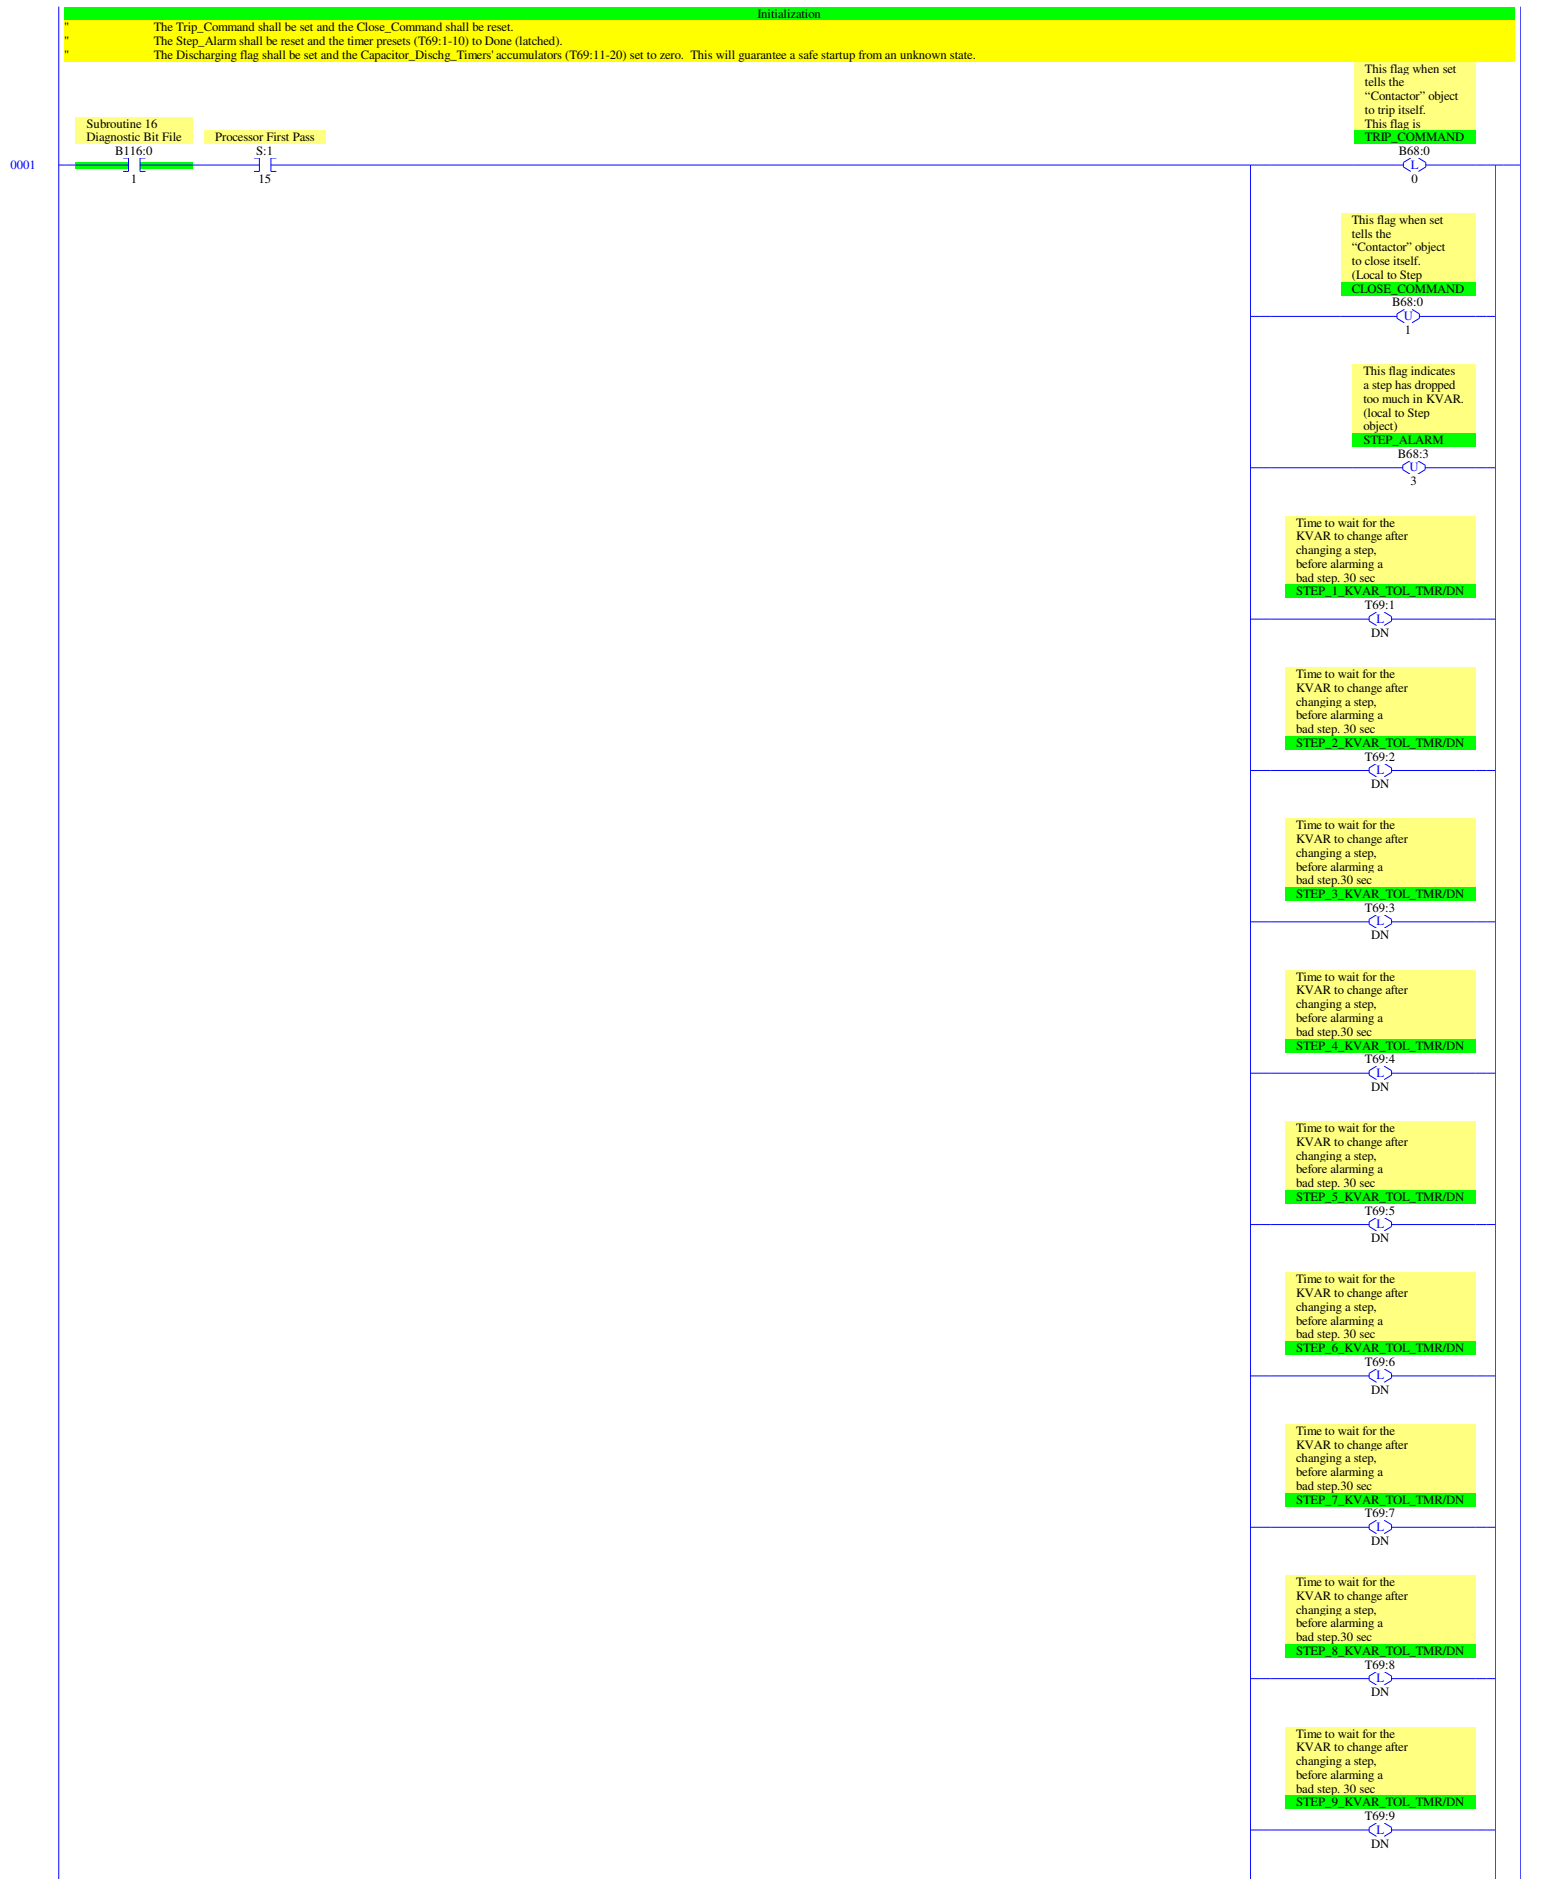 Initialization
" The Trip_Command shall be set and the Close_Command shall be reset.
" The Step_Alarm shall be reset and the timer presets (T69:1-10) to Done (latched).
" The Discharging flag shall be set and the Capacitor_Dischg_Timers' accumulators (T69:11-20) set to zero.  This will guarantee a safe startup from an unknown state.
This flag when set
tells the
“Contactor” object
to trip itself.
This flag is
TRIP_COMMAND
B68:0
L
0
Subroutine 16
Diagnostic Bit File
B116:0
1
Processor First Pass
S:1
15
0001
This flag when set
tells the
“Contactor” object
to close itself.
(Local to Step
CLOSE_COMMAND
B68:0
U
1
This flag indicates
a step has dropped
too much in KVAR.
(local to Step
object)
STEP_ALARM
B68:3
U
3
Time to wait for the
KVAR to change after
changing a step,
before alarming a
bad step. 30 sec
STEP_1_KVAR_TOL_TMR/DN
T69:1
L
DN
Time to wait for the
KVAR to change after
changing a step,
before alarming a
bad step. 30 sec
STEP_2_KVAR_TOL_TMR/DN
T69:2
L
DN
Time to wait for the
KVAR to change after
changing a step,
before alarming a
bad step.30 sec
STEP_3_KVAR_TOL_TMR/DN
T69:3
L
DN
Time to wait for the
KVAR to change after
changing a step,
before alarming a
bad step.30 sec
STEP_4_KVAR_TOL_TMR/DN
T69:4
L
DN
Time to wait for the
KVAR to change after
changing a step,
before alarming a
bad step. 30 sec
STEP_5_KVAR_TOL_TMR/DN
T69:5
L
DN
Time to wait for the
KVAR to change after
changing a step,
before alarming a
bad step. 30 sec
STEP_6_KVAR_TOL_TMR/DN
T69:6
L
DN
Time to wait for the
KVAR to change after
changing a step,
before alarming a
bad step.30 sec
STEP_7_KVAR_TOL_TMR/DN
T69:7
L
DN
Time to wait for the
KVAR to change after
changing a step,
before alarming a
bad step.30 sec
STEP_8_KVAR_TOL_TMR/DN
T69:8
L
DN
Time to wait for the
KVAR to change after
changing a step,
before alarming a
bad step. 30 sec
STEP_9_KVAR_TOL_TMR/DN
T69:9
L
DN